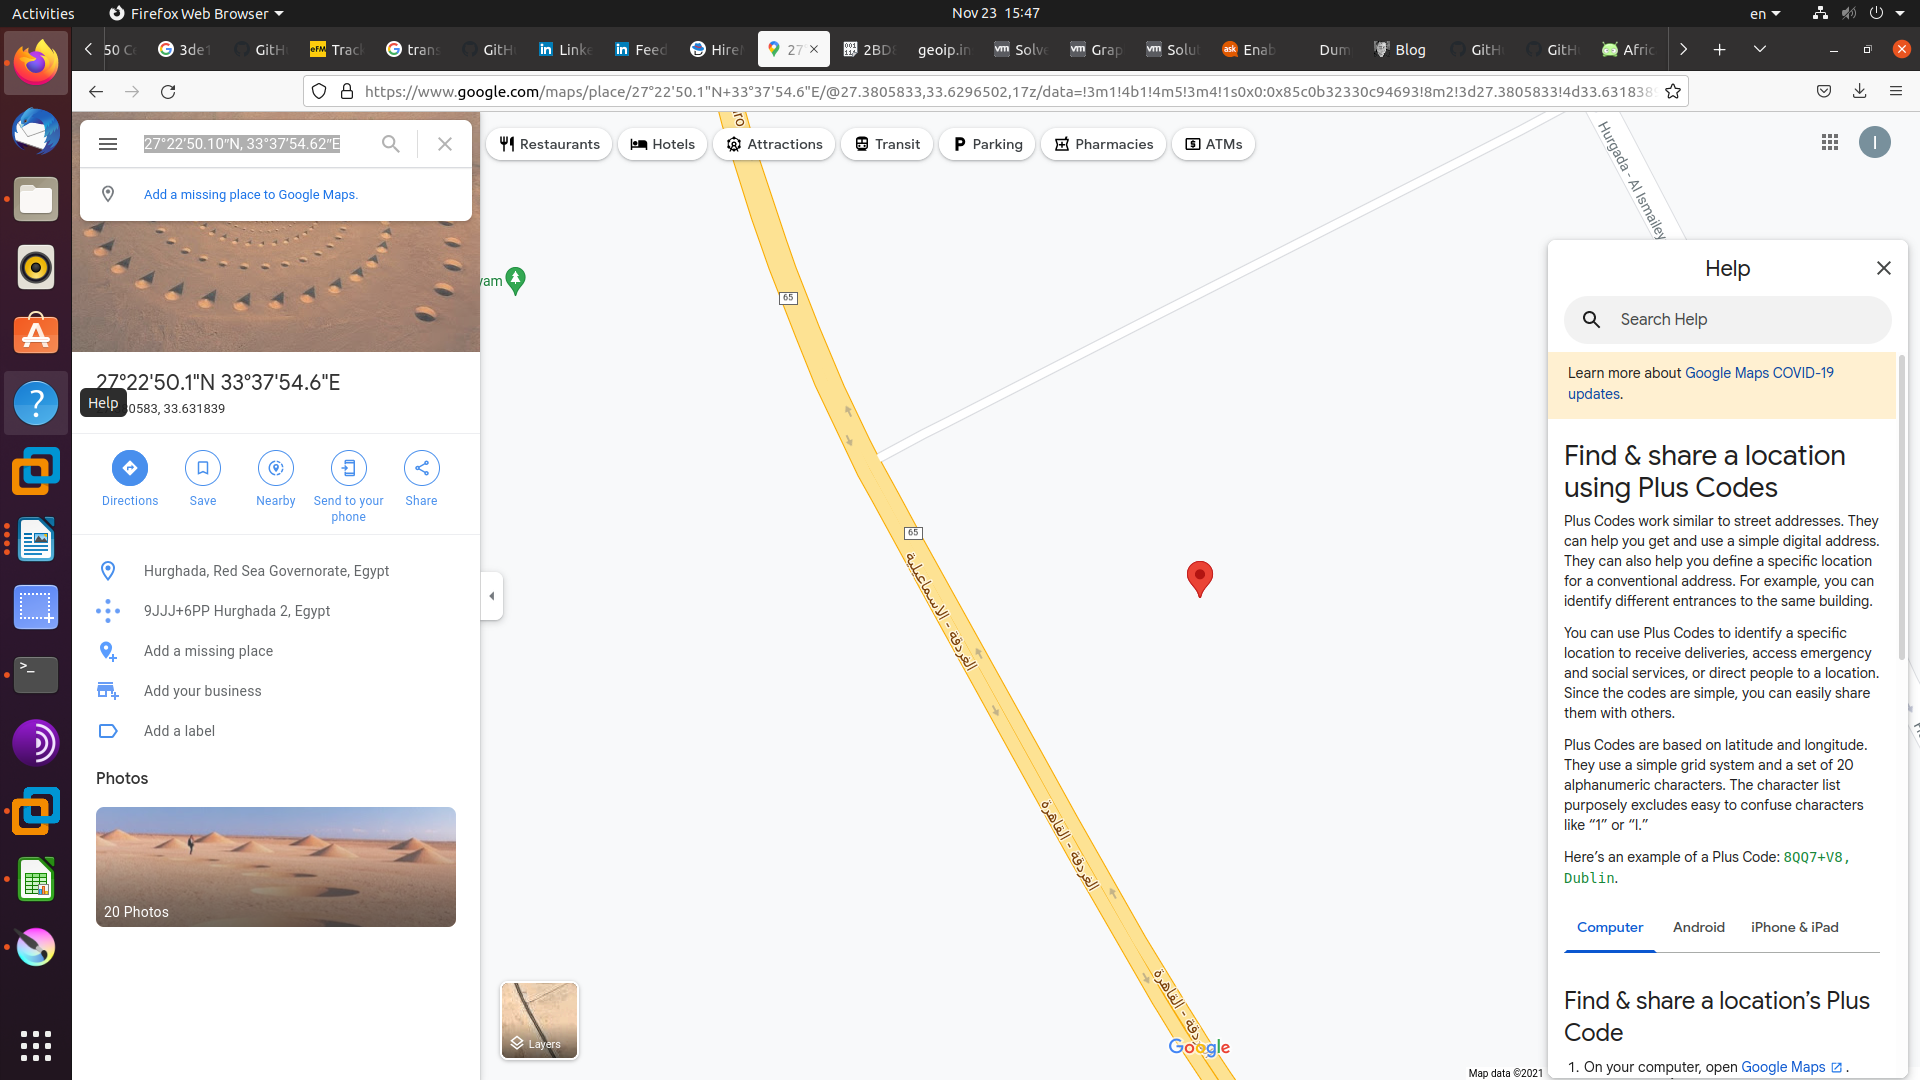 Activities
Firefox Web Browser
Nov 23 15:47
en
50 Ce
3de1
GitH
Track
trans
GitH
Linke
Feed
HireM
27°
2BDE
geoip.in
Solve
Grap
Solut
Enab
Dum
Blog
GitH
GitH
Afric
https://www.google.com/maps/place/27°22'50.1"N+33°37'54.6"E/@27.3805833,33.6296502,17z/data=!3m1!4b1!4m5!3m4!1s0x0:0x85c0b32330c94693!8m2!3d27.3805833!4d33.631838
27°22'50.10"N, 33°37'54.62"E
Add a missing place to Google Maps.
27°22'50.1"N 33°37'54.6"E
Help
80583, 33.631839
Directions
Save
Nearby
Send to your
phone
Share
Hurghada, Red Sea Governorate, Egypt
9JJJ+6PP Hurghada 2, Egypt
Add a missing place
Add your business
Add a label
Photos
20 Photos
Restaurants
Hotels
Attractions
Transit
Parking
Pharmacies
ATMs
I
ro
yam
65
65
Hurgada - Al Ismailey
الغردقة - الاسماعيلية
الغردقة - القاهرة
دقة - القاهرة
Layers
Google
Map data ©2021
Help
Search Help
Learn more about Google Maps COVID-19
updates.
Find & share a location
using Plus Codes
Plus Codes work similar to street addresses. They
can help you get and use a simple digital address.
They can also help you define a specific location
for a conventional address. For example, you can
identify different entrances to the same building.
You can use Plus Codes to identify a specific
location to receive deliveries, access emergency
and social services, or direct people to a location.
Since the codes are simple, you can easily share
them with others.
Plus Codes are based on latitude and longitude.
They use a simple grid system and a set of 20
alphanumeric characters. The character list
purposely excludes easy to confuse characters
like “1” or “l.”
Here’s an example of a Plus Code: 8QQ7+V8,
Dublin.
Computer
Android
iPhone & iPad
Find & share a location’s Plus
Code
1. On your computer, open Google Maps .